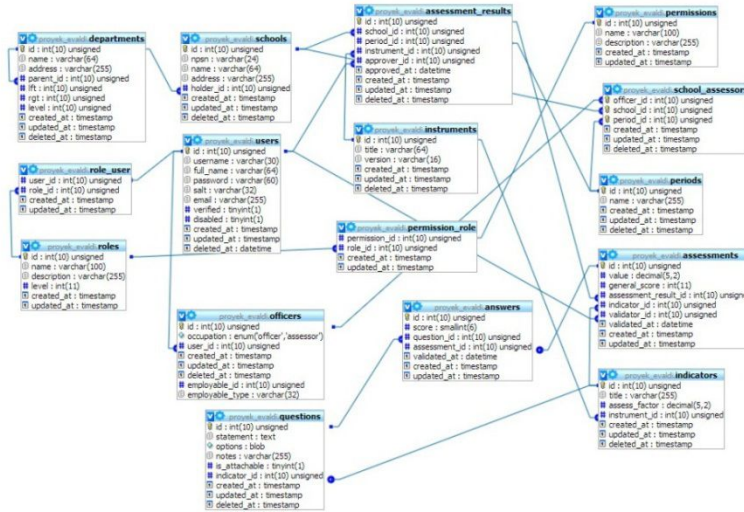 proyek_evaldi.departments
id : int(10) unsigned
name : varchar(64)
address : varchar(255)
parent_id : int(10) unsigned
lft : int(10) unsigned
rgt : int(10) unsigned
level : int(10) unsigned
created_at : timestamp
updated_at : timestamp
deleted_at : timestamp
proyek_evaldi.schools
id : int(10) unsigned
npsn : varchar(24)
name : varchar(64)
address : varchar(255)
holder_id : int(10) unsigned
created_at : timestamp
updated_at : timestamp
deleted_at : timestamp
proyek_evaldi.assessment_results
id : int(10) unsigned
school_id : int(10) unsigned
period_id : int(10) unsigned
instrument_id : int(10) unsigned
approver_id : int(10) unsigned
approved_at : datetime
created_at : timestamp
updated_at : timestamp
deleted_at : timestamp
proyek_evaldi.permissions
id : int(10) unsigned
name : varchar(100)
description : varchar(255)
created_at : timestamp
updated_at : timestamp
proyek_evaldi.school_assessor
officer_id : int(10) unsigned
school_id : int(10) unsigned
period_id : int(10) unsigned
created_at : timestamp
updated_at : timestamp
deleted_at : timestamp
proyek_evaldi.users
id : int(10) unsigned
username : varchar(30)
full_name : varchar(64)
password : varchar(60)
salt : varchar(32)
email : varchar(255)
verified : tinyint(1)
disabled : tinyint(1)
created_at : timestamp
updated_at : timestamp
deleted_at : datetime
proyek_evaldi.instruments
id : int(10) unsigned
title : varchar(64)
version : varchar(16)
created_at : timestamp
updated_at : timestamp
deleted_at : timestamp
proyek_evaldi.role_user
user_id : int(10) unsigned
role_id : int(10) unsigned
created_at : timestamp
updated_at : timestamp
proyek_evaldi.periods
id : int(10) unsigned
name : varchar(255)
created_at : timestamp
updated_at : timestamp
deleted_at : timestamp
proyek_evaldi.permission_role
permission_id : int(10) unsigned
role_id : int(10) unsigned
created_at : timestamp
updated_at : timestamp
proyek_evaldi.roles
id : int(10) unsigned
name : varchar(100)
description : varchar(255)
level : int(11)
created_at : timestamp
updated_at : timestamp
proyek_evaldi.assessments
id : int(10) unsigned
value : decimal(5,2)
general_score : int(11)
assessment_result_id : int(10) unsigned
indicator_id : int(10) unsigned
validator_id : int(10) unsigned
validated_at : datetime
created_at : timestamp
updated_at : timestamp
deleted_at : timestamp
proyek_evaldi.officers
id : int(10) unsigned
occupation : enum('officer','assessor')
user_id : int(10) unsigned
created_at : timestamp
updated_at : timestamp
deleted_at : timestamp
employable_id : int(10) unsigned
employable_type : varchar(32)
proyek_evaldi.answers
id : int(10) unsigned
score : smallint(6)
question_id : int(10) unsigned
assessment_id : int(10) unsigned
validated_at : datetime
created_at : timestamp
updated_at : timestamp
proyek_evaldi.indicators
id : int(10) unsigned
title : varchar(255)
assess_factor : decimal(5,2)
instrument_id : int(10) unsigned
created_at : timestamp
updated_at : timestamp
deleted_at : timestamp
proyek_evaldi.questions
id : int(10) unsigned
statement : text
options : blob
notes : varchar(255)
is_attachable : tinyint(1)
indicator_id : int(10) unsigned
created_at : timestamp
updated_at : timestamp
deleted_at : timestamp